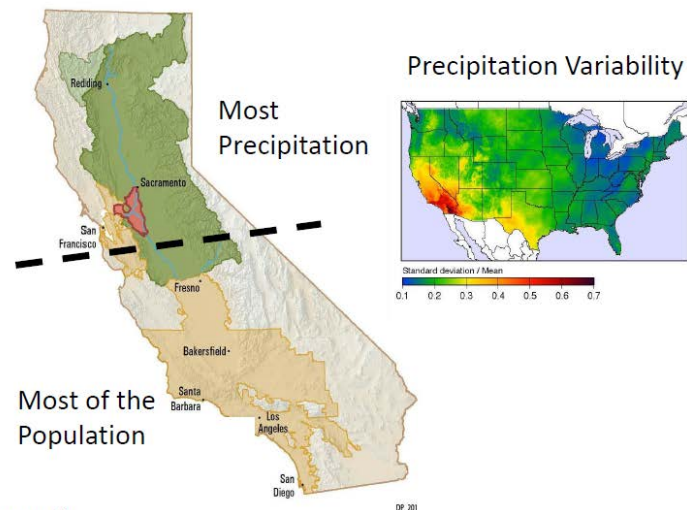 Redding
Most
Precipitation
Sacramento
San
Francisco
Fresno
Bakersfield
Most of the
Population
Santa
Barbara
Los
Angeles
San
Diego
DP_201
Precipitation Variability
Standard deviation / Mean
0.1 0.2 0.3 0.4 0.5 0.6 0.7